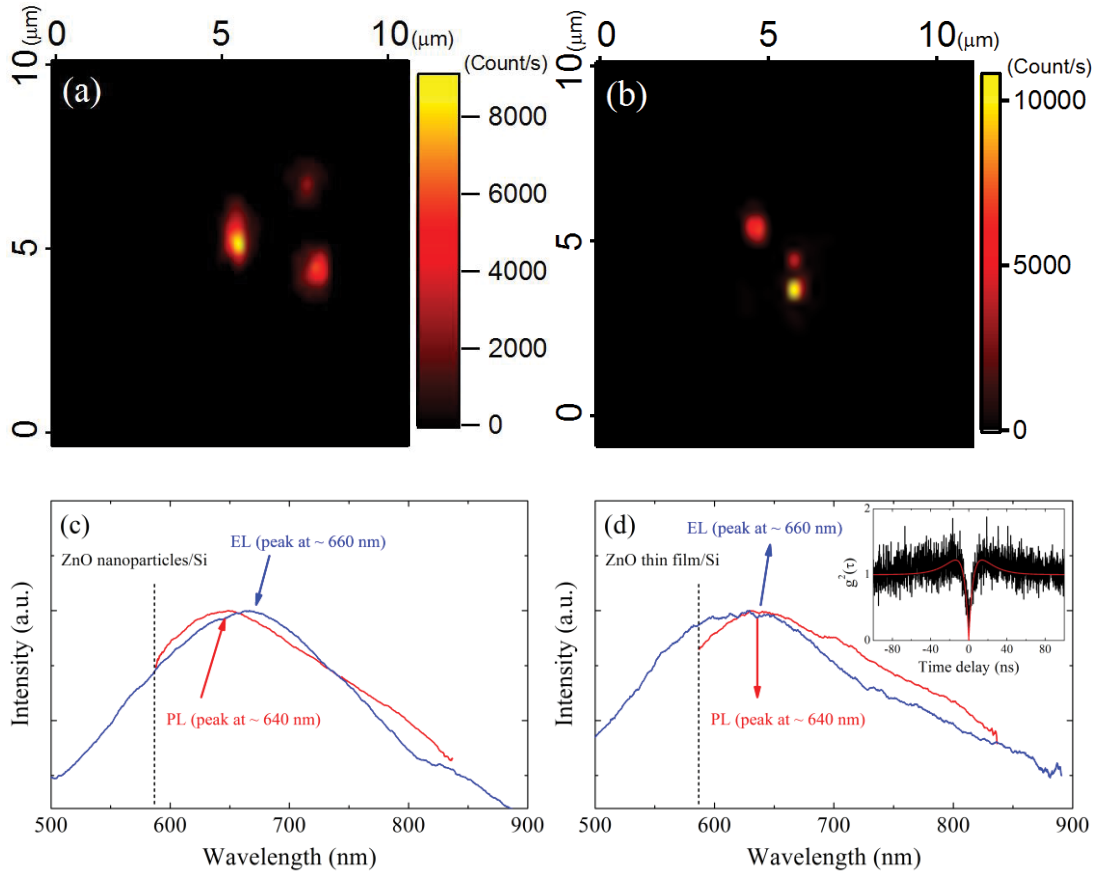 0 5 10 (μm)
(μm)
10
5
0
(a)
(Count/s)
8000
6000
4000
2000
0
0 5 10 (μm)
(μm)
10
5
0
(b)
(Count/s)
10000
5000
0
(c)
EL (peak at ~ 660 nm)
ZnO nanoparticles/Si
PL (peak at ~ 640 nm)
Intensity (a.u.)
500 600 700 800 900
Wavelength (nm)
(d)
EL (peak at ~ 660 nm)
ZnO thin film/Si
PL (peak at ~ 640 nm)
Intensity (a.u.)
500 600 700 800 900
Wavelength (nm)
2
1
0
g²(τ)
-80 -40 0 40 80
Time delay (ns)